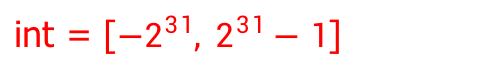 int = [−2³¹, 2³¹ − 1]